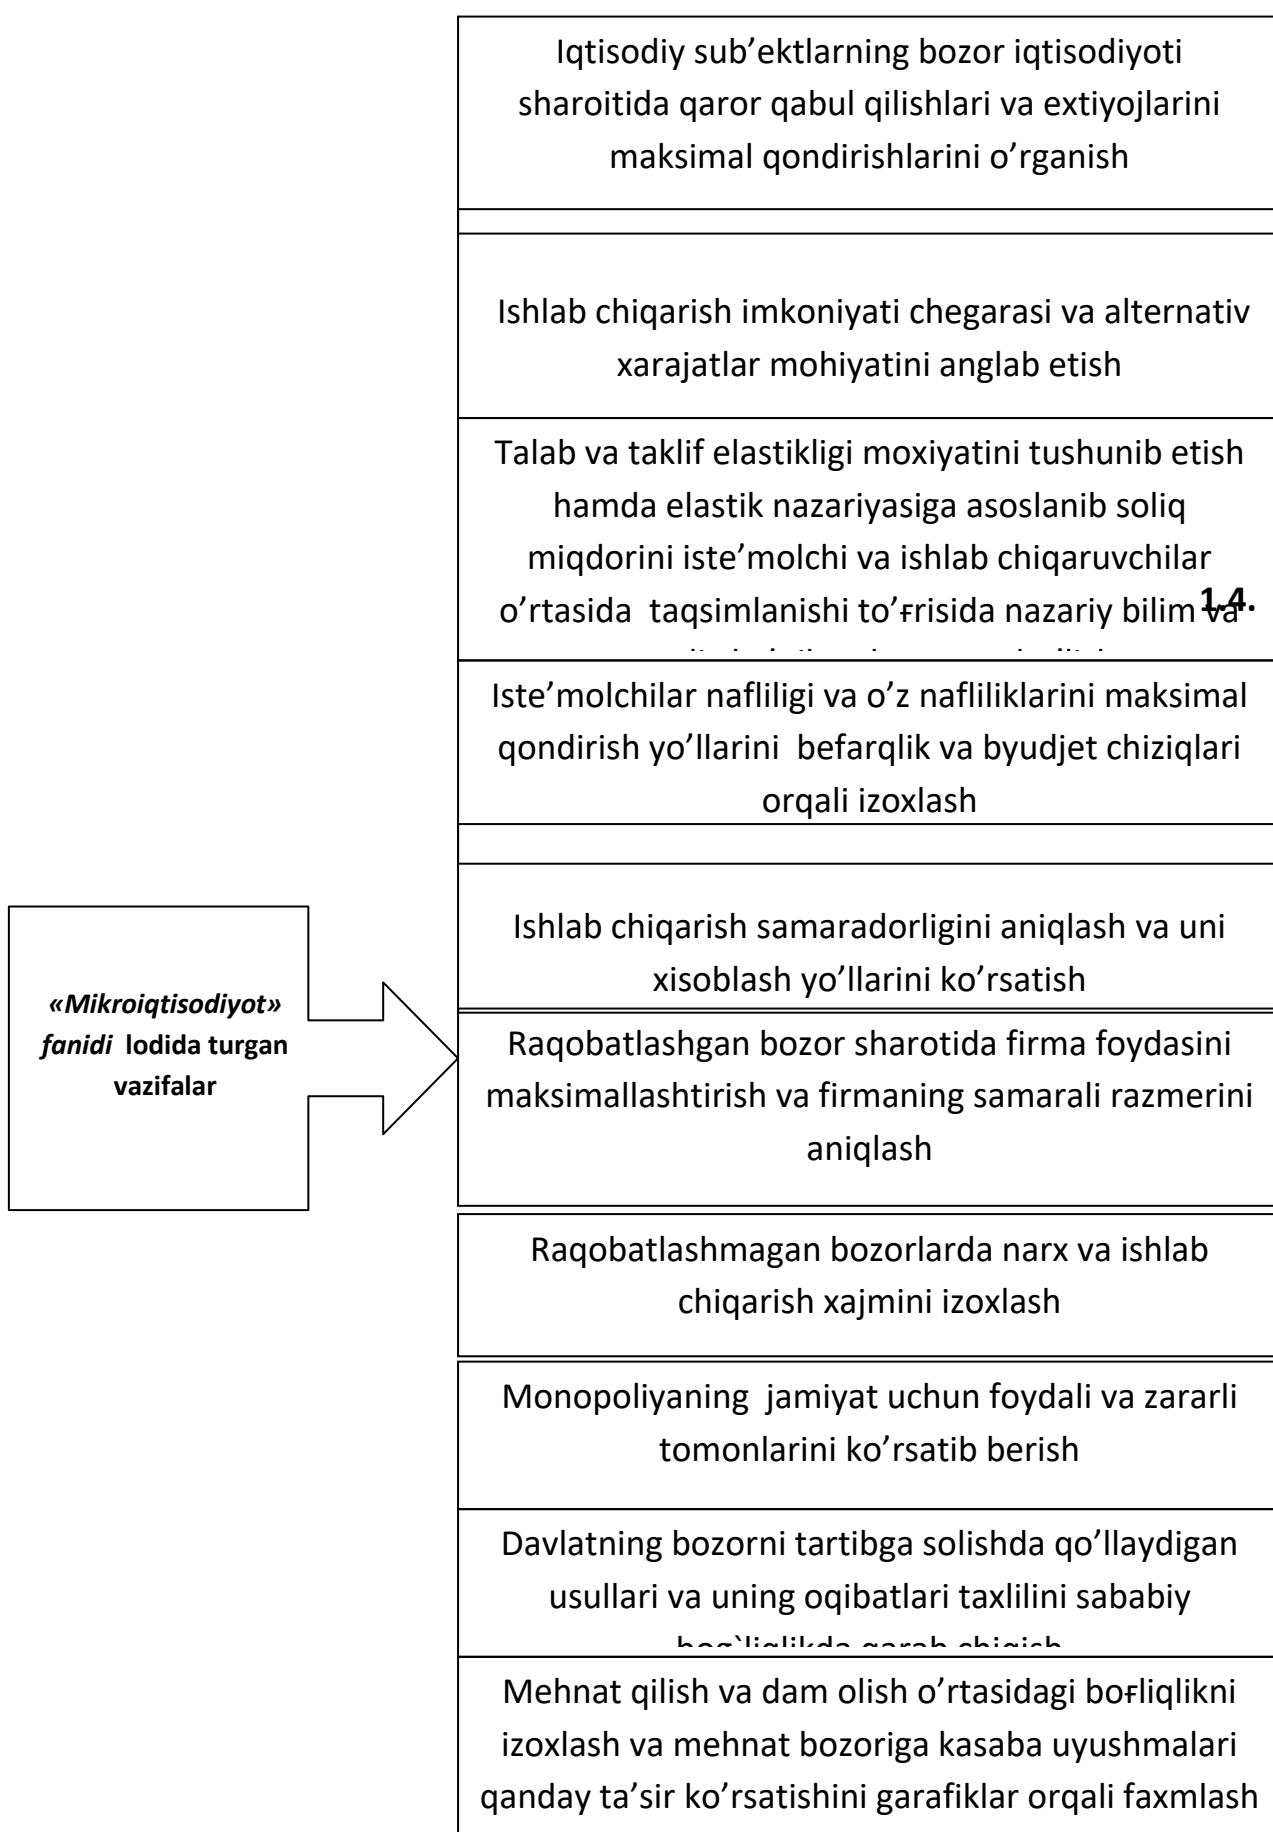 Iqtisodiy sub’ektlarning bozor iqtisodiyoti
sharoitida qaror qabul qilishlari va extiyojlarini
maksimal qondirishlarini o’rganish
Ishlab chiqarish imkoniyati chegarasi va alternativ
xarajatlar mohiyatini anglab etish
Talab va taklif elastikligi moxiyatini tushunib etish
hamda elastik nazariyasiga asoslanib soliq
miqdorini iste’molchi va ishlab chiqaruvchilar
o’rtasida taqsimlanishi to’ғrisida nazariy bilim va
1.4.
Iste’molchilar nafliligi va o’z nafliliklarini maksimal
qondirish yo’llarini befarqlik va byudjet chiziqlari
orqali izoxlash
Ishlab chiqarish samaradorligini aniqlash va uni
xisoblash yo’llarini ko’rsatish
«Mikroiqtisodiyot»
fanidi lodida turgan
vazifalar
Raqobatlashgan bozor sharotida firma foydasini
maksimallashtirish va firmaning samarali razmerini
aniqlash
Raqobatlashmagan bozorlarda narx va ishlab
chiqarish xajmini izoxlash
Monopoliyaning jamiyat uchun foydali va zararli
tomonlarini ko’rsatib berish
Davlatning bozorni tartibga solishda qo’llaydigan
usullari va uning oqibatlari taxlilini sababiy
bog`liqlikda qarab chiqish
Mehnat qilish va dam olish o’rtasidagi boғliqlikni
izoxlash va mehnat bozoriga kasaba uyushmalari
qanday ta’sir ko’rsatishini garafiklar orqali faxmlash